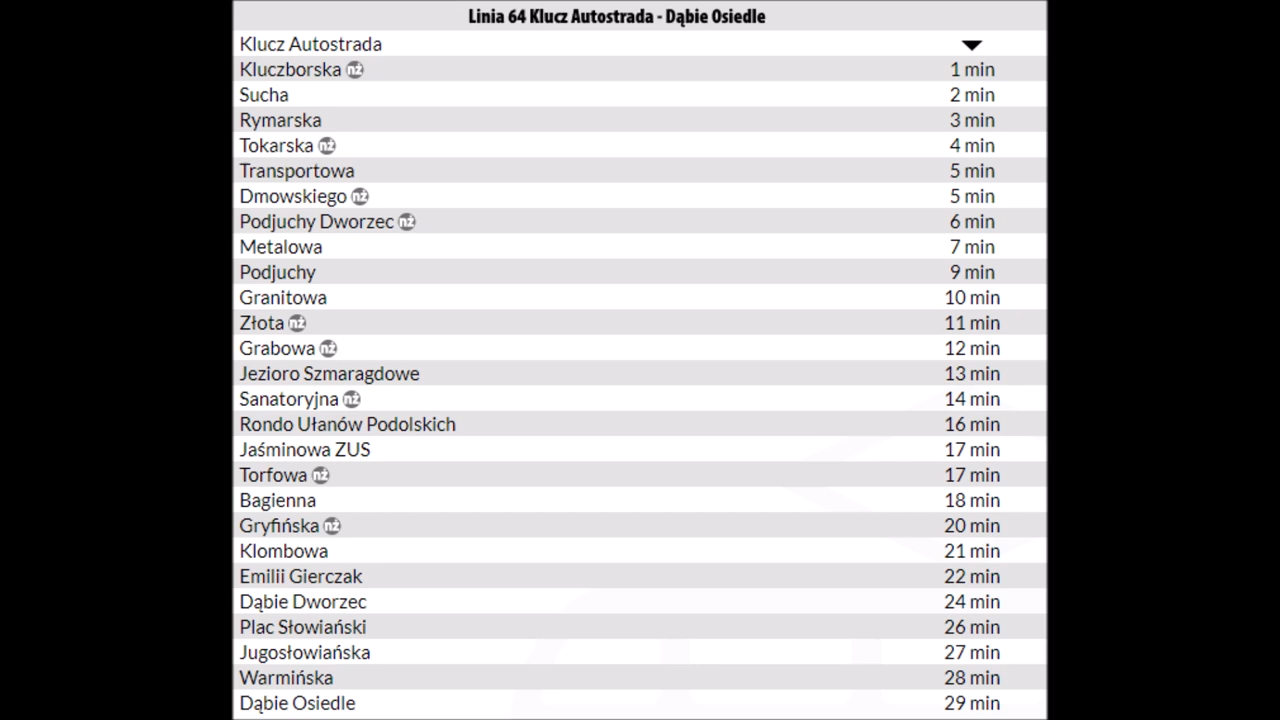 Linia 64 Klucz Autostrada - Dąbie Osiedle
Klucz Autostrada
Kluczborska nż 1 min
Sucha 2 min
Rymarska 3 min
Tokarska nż 4 min
Transportowa 5 min
Dmowskiego nż 5 min
Podjuchy Dworzec nż 6 min
Metalowa 7 min
Podjuchy 9 min
Granitowa 10 min
Złota nż 11 min
Grabowa nż 12 min
Jezioro Szmaragdowe 13 min
Sanatoryjna nż 14 min
Rondo Ułanów Podolskich 16 min
Jaśminowa ZUS 17 min
Torfowa nż 17 min
Bagienna 18 min
Gryfińska nż 20 min
Klombowa 21 min
Emilii Gierczak 22 min
Dąbie Dworzec 24 min
Plac Słowiański 26 min
Jugosłowiańska 27 min
Warmińska 28 min
Dąbie Osiedle 29 min